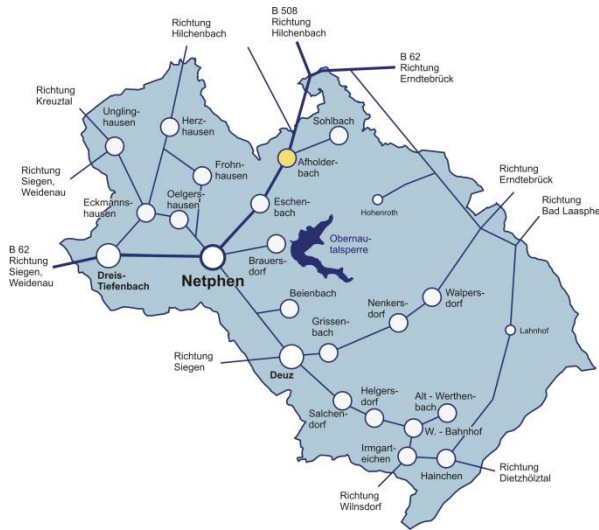 B 508
Richtung
Hilchenbach
Richtung
Hilchenbach
B 62
Richtung
Erndtebrück
Richtung
Kreuztal
Ungling-
hausen
Herz-
hausen
Sohlbach
Frohn-
hausen
Afholder-
bach
Richtung
Siegen,
Weidenau
Eckmanns-
hausen
Oelgers-
hausen
Eschen-
bach
Hohenroth
Richtung
Erndtebrück
Richtung
Bad Laasphe
B 62
Richtung
Siegen,
Weidenau
Dreis-
Tiefenbach
Netphen
Brauers-
dorf
Obernau-
talsperre
Beienbach
Grissen-
bach
Nenkers-
dorf
Walpers-
dorf
Lahnhof
Richtung
Siegen
Deuz
Salchen-
dorf
Helgers-
dorf
Alt - Werthen-
bach
W. - Bahnhof
Irmgart-
eichen
Hainchen
Richtung
Wilnsdorf
Richtung
Dietzhölztal